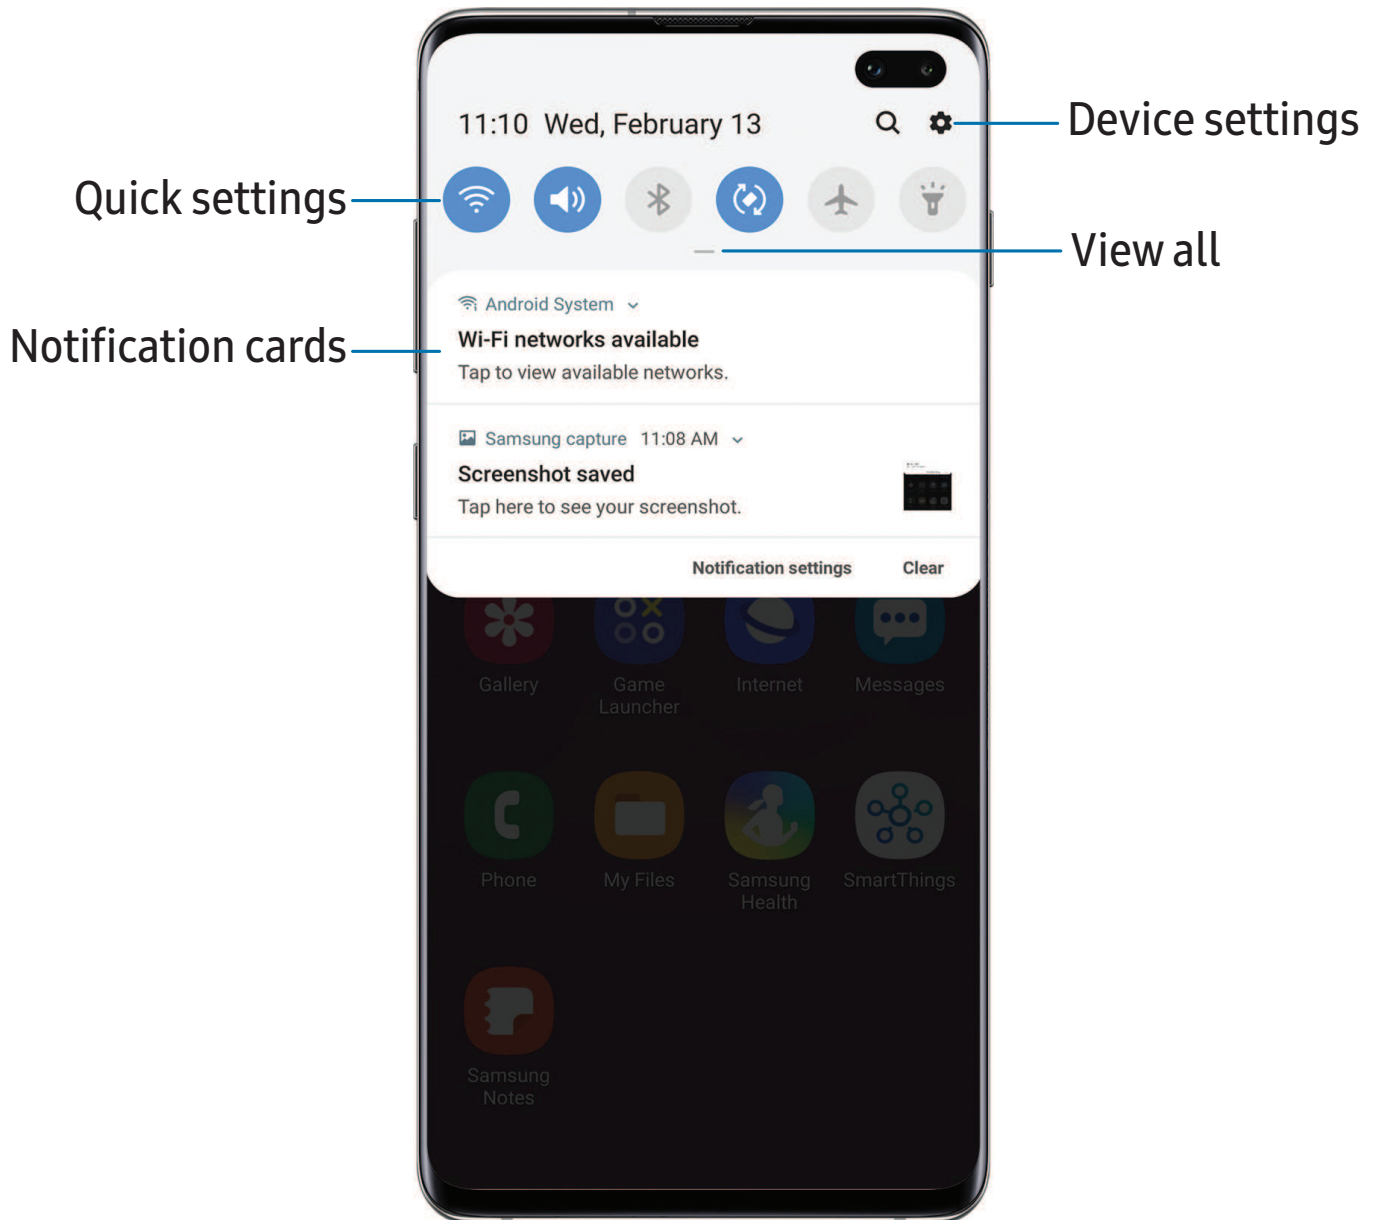 11:10 Wed, February 13
Device settings
Quick settings
View all
Android System
Wi-Fi networks available
Tap to view available networks.
Notification cards
Samsung capture 11:08 AM
Screenshot saved
Tap here to see your screenshot.
Notification settings Clear
Gallery
Game
Launcher
Internet
Messages
Phone
My Files
Samsung
Health
SmartThings
Samsung
Notes